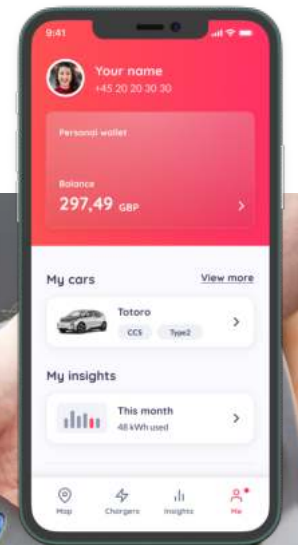 9:41
Your name
+45 20 20 30 30
Personal wallet
Balance
297,49 GBP
My cars
View more
Totoro
CCS Type2
My insights
This month
48 kWh used
Map Chargers Insights Me